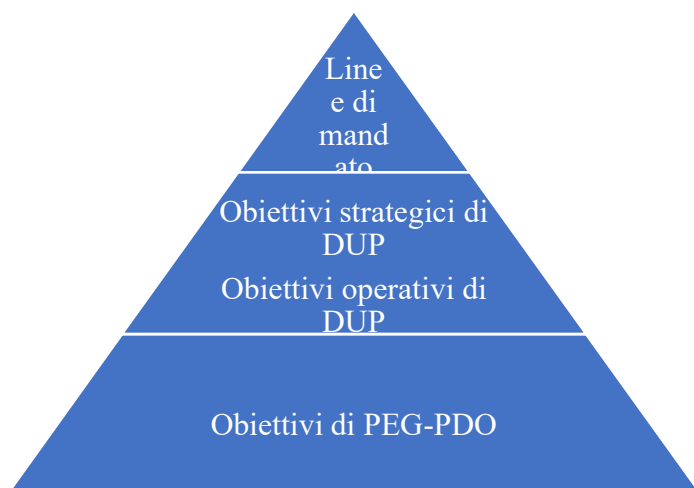 Line
e di
mand
ato
Obiettivi strategici di
DUP
Obiettivi operativi di
DUP
Obiettivi di PEG-PDO